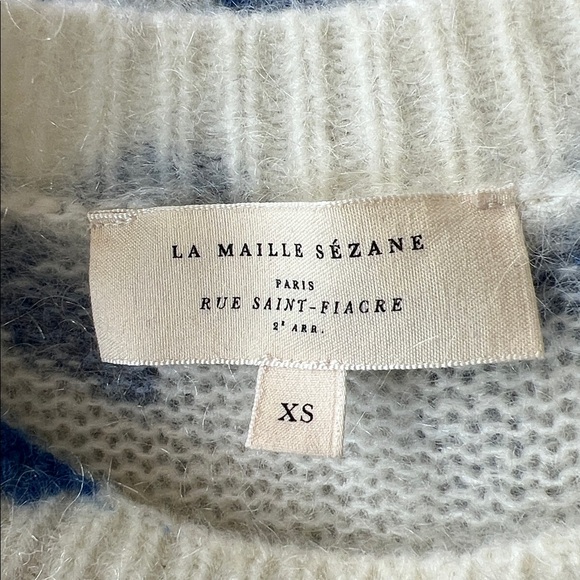 LA MAILLE SÉZANE
PARIS
RUE SAINT-FIACRE
2ᵉ ARR.
XS